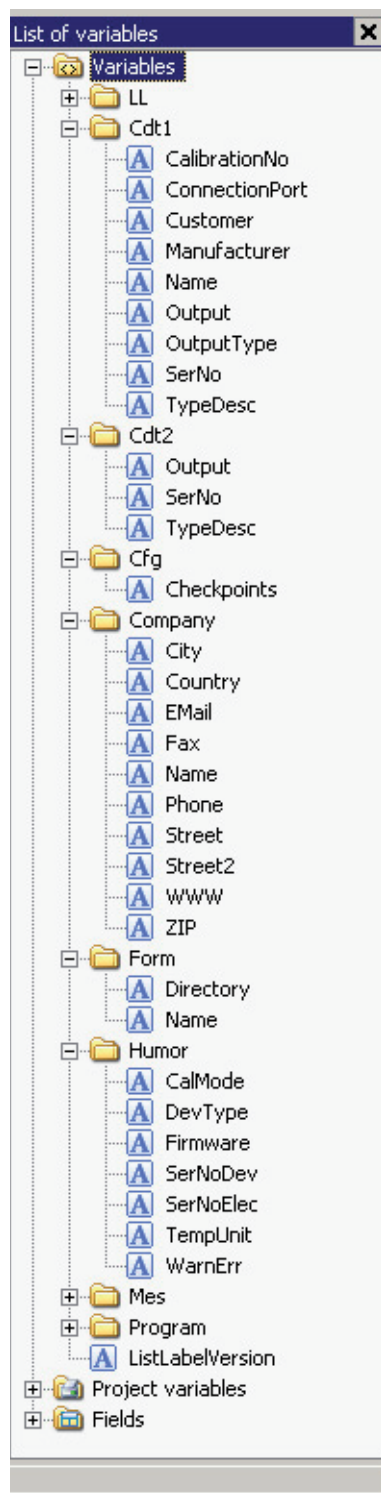 List of variables
Variables
LL
Cdt1
CalibrationNo
ConnectionPort
Customer
Manufacturer
Name
Output
OutputType
SerNo
TypeDesc
Cdt2
Output
SerNo
TypeDesc
Cfg
Checkpoints
Company
City
Country
EMail
Fax
Name
Phone
Street
Street2
WWW
ZIP
Form
Directory
Name
Humor
CalMode
DevType
Firmware
SerNoDev
SerNoElec
TempUnit
WarnErr
Mes
Program
ListLabelVersion
Project variables
Fields